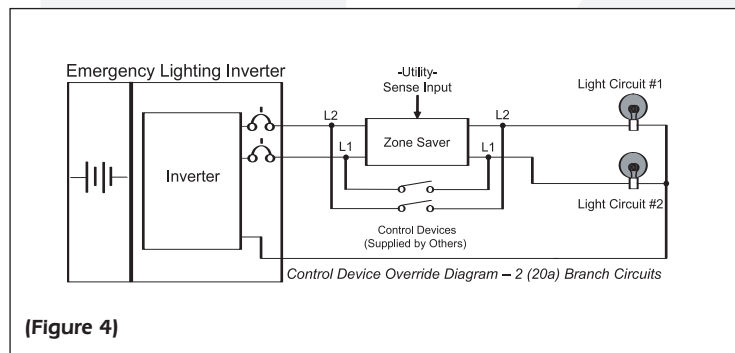 Emergency Lighting Inverter
-Utility-
Sense Input
Light Circuit #1
L2
L2
L1
Zone Saver
L1
Inverter
Light Circuit #2
Control Devices
(Supplied by Others)
Control Device Override Diagram – 2 (20a) Branch Circuits
(Figure 4)